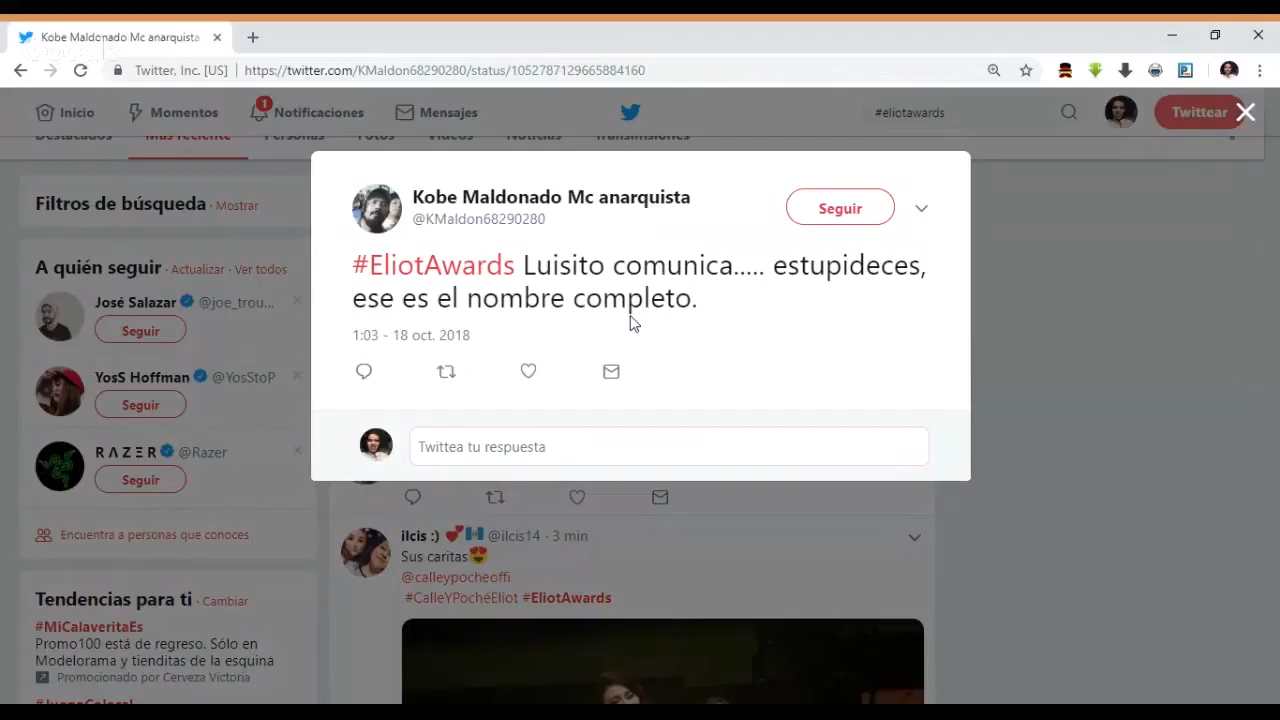 Kobe Maldonado Mc anarquista
Twitter, Inc. [US] | https://twitter.com/KMaldon68290280/status/1052787129665884160
Inicio
Momentos
1
Notificaciones
Mensajes
#eliotawards
Twittear
Destacados
Más reciente
Personas
Fotos
Videos
Noticias
Transmisiones
Filtros de búsqueda · Mostrar
A quién seguir · Actualizar · Ver todos
José Salazar @joe_trou...
Seguir
YosS Hoffman @YosStoP
Seguir
RAZER @Razer
Seguir
Encuentra a personas que conoces
Tendencias para ti · Cambiar
#MiCalaveritaEs
Promo100 está de regreso. Sólo en
Modelorama y tienditas de la esquina
Promocionado por Cerveza Victoria
Kobe Maldonado Mc anarquista
@KMaldon68290280
Seguir
#EliotAwards Luisito comunica..... estupideces,
ese es el nombre completo.
1:03 - 18 oct. 2018
Twittea tu respuesta
ilcis :) @ilcis14 · 3 min
Sus caritas😍
@calleypocheoffi
#CalleYPochéEliot #EliotAwards